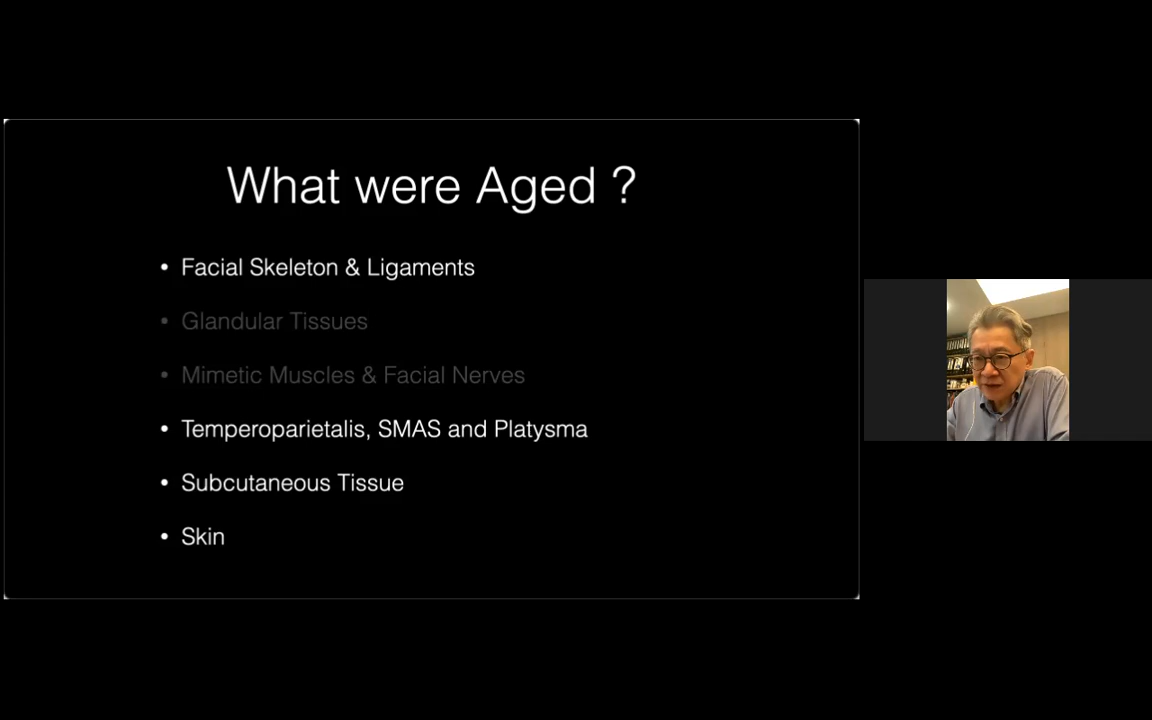 What were Aged ?
• Facial Skeleton & Ligaments
• Glandular Tissues
• Mimetic Muscles & Facial Nerves
• Temperoparietalis, SMAS and Platysma
• Subcutaneous Tissue
• Skin